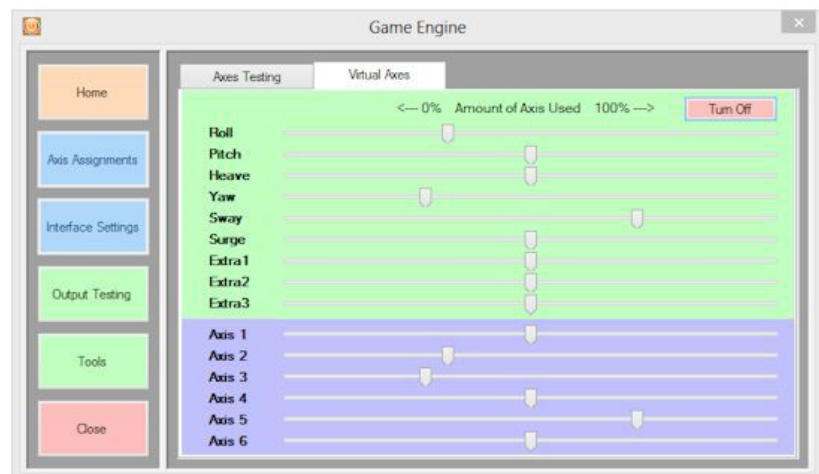 Game Engine
Home
Axis Assignments
Interface Settings
Output Testing
Tools
Close
Axes Testing
Virtual Axes
<--- 0% Amount of Axis Used 100% --->
Turn Off
Roll
Pitch
Heave
Yaw
Sway
Surge
Extra1
Extra2
Extra3
Axis 1
Axis 2
Axis 3
Axis 4
Axis 5
Axis 6